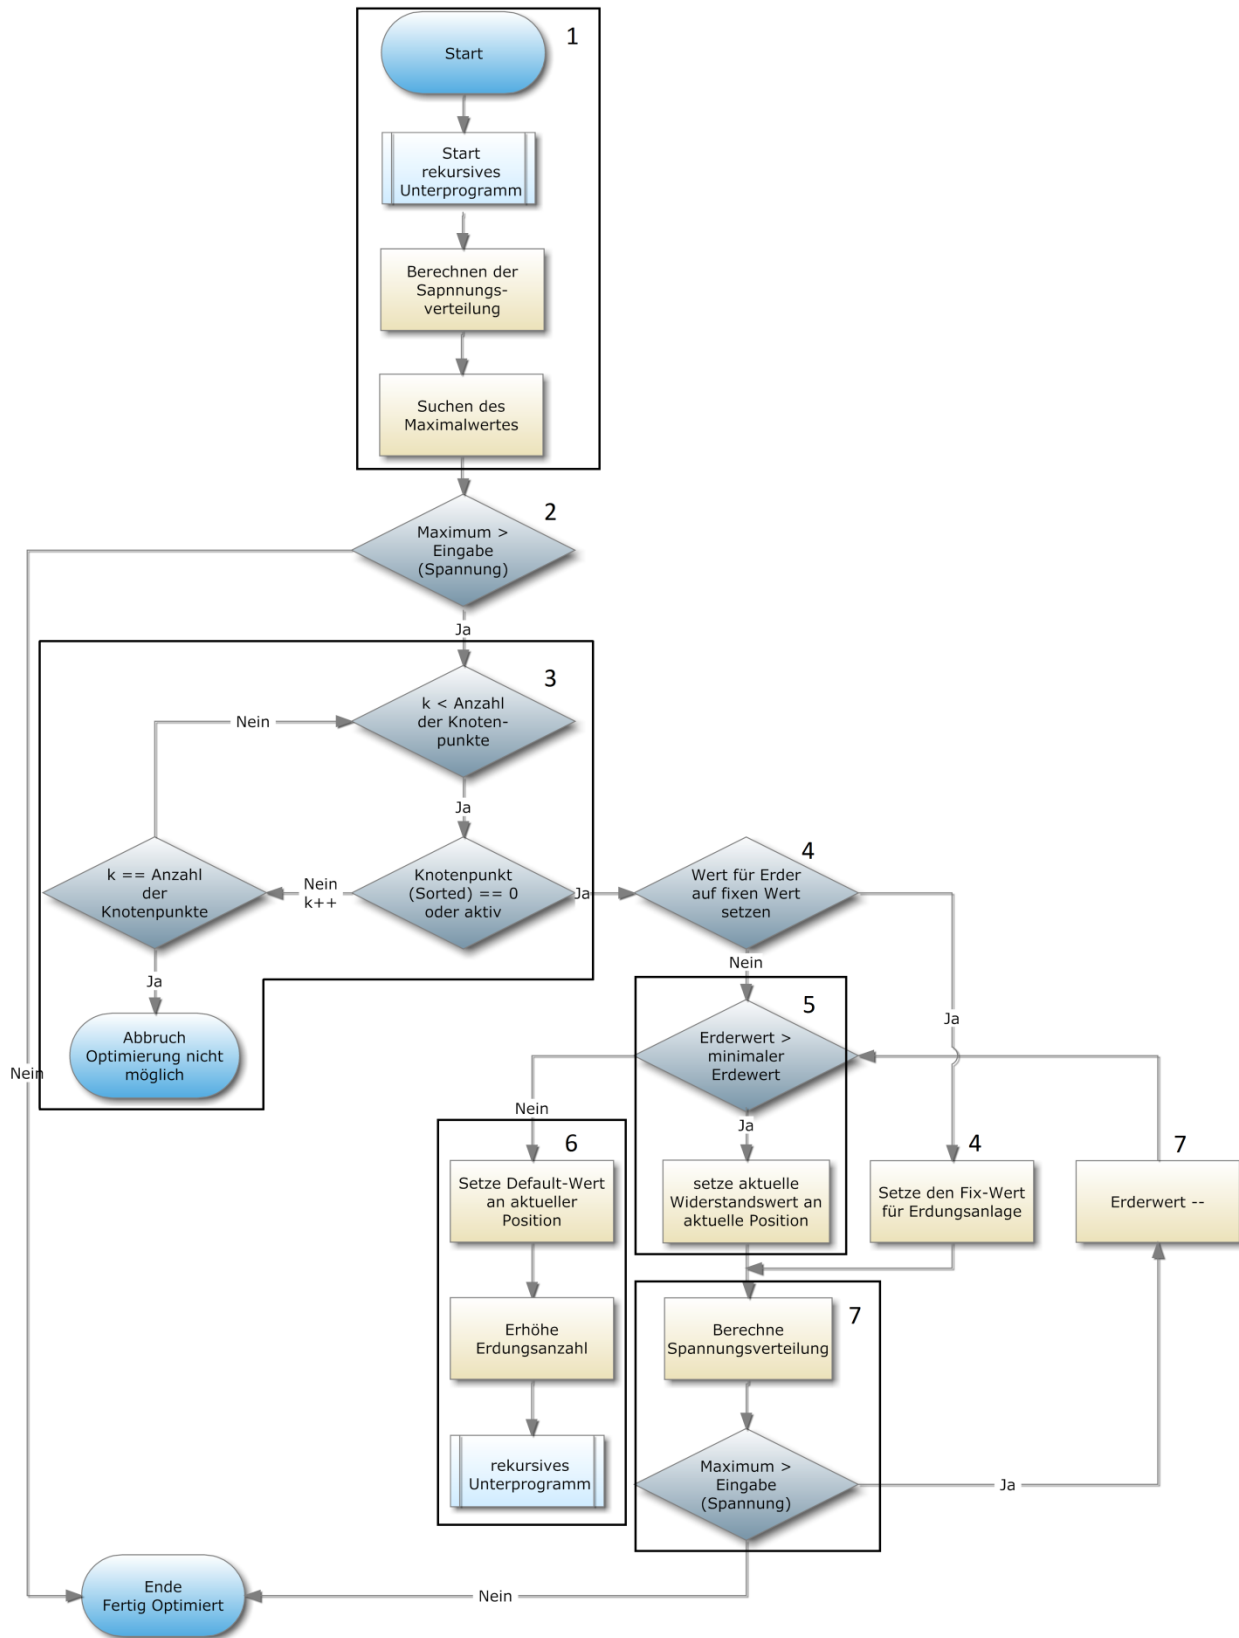 1
Start
Start
rekursives
Unterprogramm
Berechnen der
Sapnnungs-
verteilung
Suchen des
Maximalwertes
2
Maximum >
Eingabe
(Spannung)
Ja
3
k < Anzahl
der Knoten-
punkte
Nein
Ja
k == Anzahl
der
Knotenpunkte
Nein
k++
Knotenpunkt
(Sorted) == 0
oder aktiv
Ja
4
Wert für Erder
auf fixen Wert
setzen
Ja
Nein
Abbruch
Optimierung nicht
möglich
Nein
5
Erderwert >
minimaler
Erdewert
Ja
Nein
Ja
6
Setze Default-Wert
an aktueller
Position
setze aktuelle
Widerstandswert an
aktuelle Position
4
Setze den Fix-Wert
für Erdungsanlage
7
Erderwert --
Erhöhe
Erdungsanzahl
7
Berechne
Spannungsverteilung
rekursives
Unterprogramm
Maximum >
Eingabe
(Spannung)
Ja
Nein
Ende
Fertig Optimiert